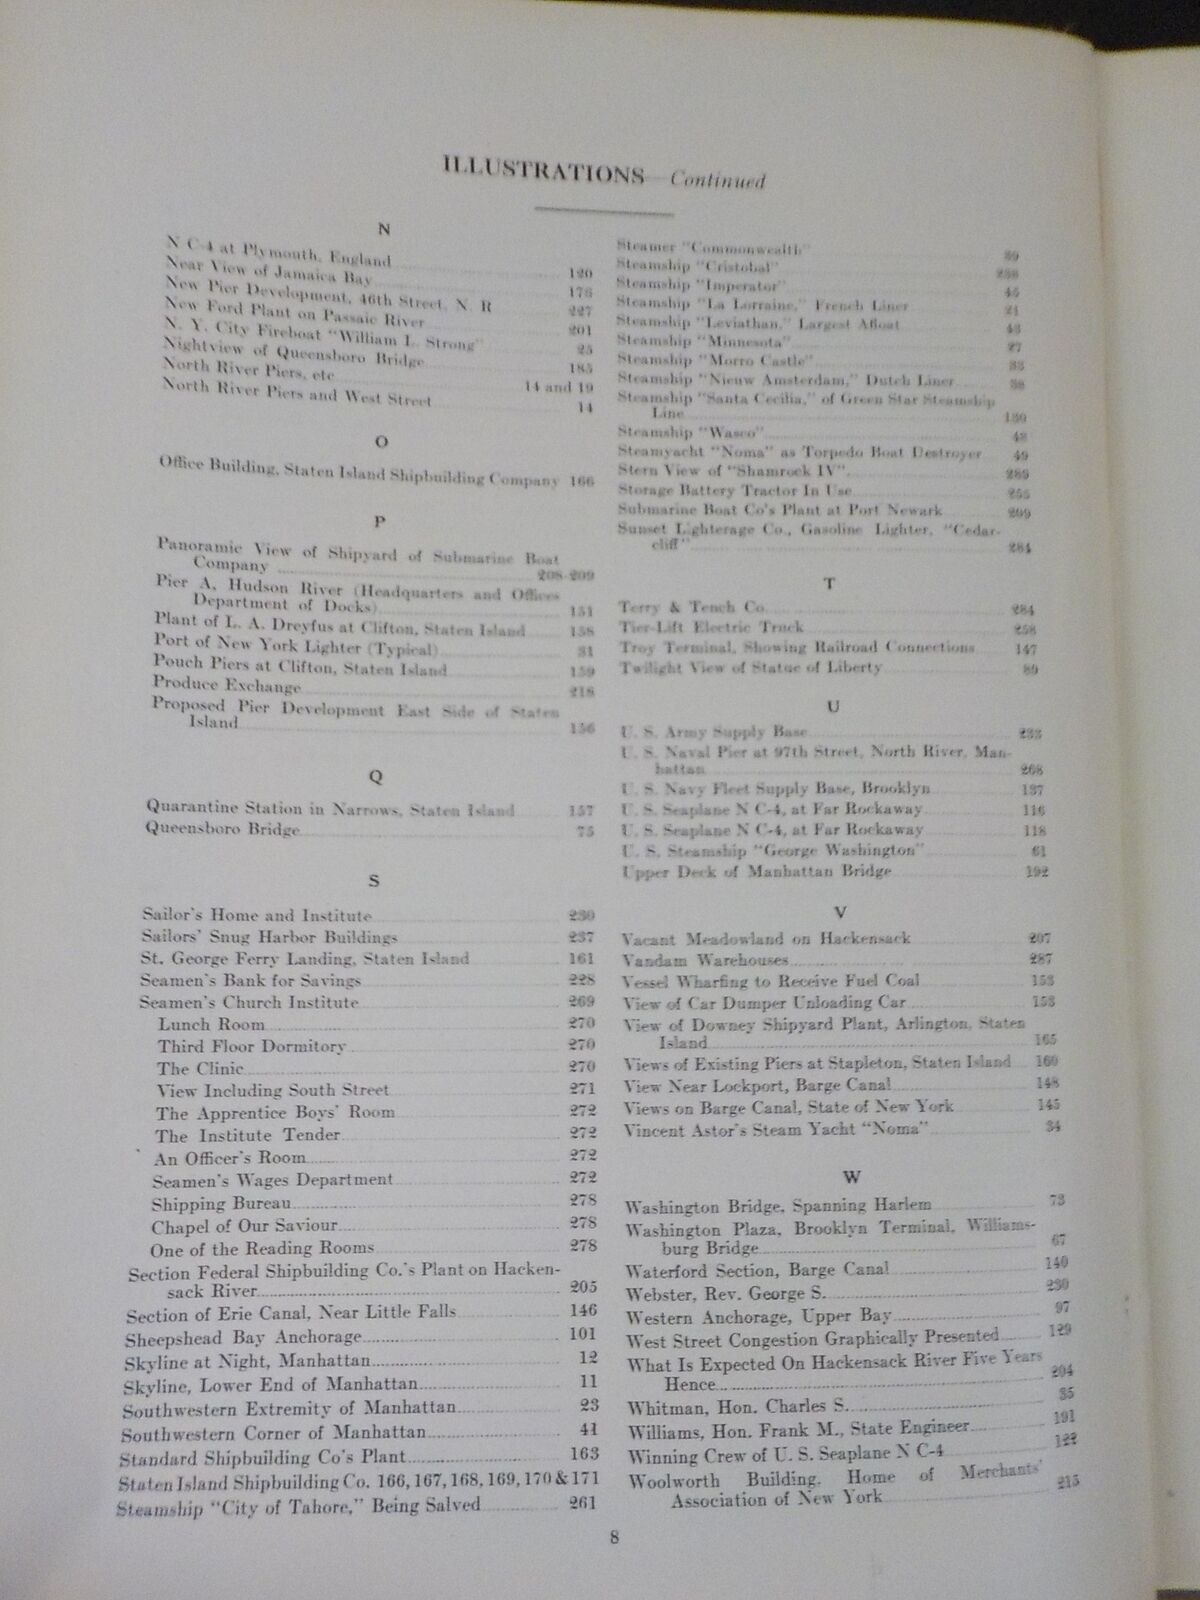 ILLUSTRATIONS—Continued
N
N C-4 at Plymouth, England 120
Near View of Jamaica Bay 176
New Pier Development, 46th Street, N. R 227
New Ford Plant on Passaic River 201
N. Y. City Fireboat "William L. Strong" 25
Nightview of Queensboro Bridge 185
North River Piers, etc 14 and 19
North River Piers and West Street 14
O
Office Building, Staten Island Shipbuilding Company 166
P
Panoramic View of Shipyard of Submarine Boat
Company 208-209
Pier A, Hudson River (Headquarters and Offices
Department of Docks) 151
Plant of L. A. Dreyfus at Clifton, Staten Island 158
Port of New York Lighter (Typical) 31
Pouch Piers at Clifton, Staten Island 159
Produce Exchange 218
Proposed Pier Development East Side of Staten
Island 156
Q
Quarantine Station in Narrows, Staten Island 157
Queensboro Bridge 75
S
Sailor's Home and Institute 230
Sailors' Snug Harbor Buildings 237
St. George Ferry Landing, Staten Island 161
Seamen's Bank for Savings 228
Seamen's Church Institute 269
Lunch Room 270
Third Floor Dormitory 270
The Clinic 270
View Including South Street 271
The Apprentice Boys' Room 272
The Institute Tender 272
An Officer's Room 272
Seamen's Wages Department 272
Shipping Bureau 278
Chapel of Our Saviour 278
One of the Reading Rooms 278
Section Federal Shipbuilding Co.'s Plant on Hacken-
sack River 205
Section of Erie Canal, Near Little Falls 146
Sheepshead Bay Anchorage 101
Skyline at Night, Manhattan 12
Skyline, Lower End of Manhattan 11
Southwestern Extremity of Manhattan 23
Southwestern Corner of Manhattan 41
Standard Shipbuilding Co's Plant 163
Staten Island Shipbuilding Co. 166, 167, 168, 169, 170 & 171
Steamship "City of Tahore," Being Salved 261
Steamer "Commonwealth"
Steamship "Cristobal"
Steamship "Imperator" 45
Steamship "La Lorraine," French Liner 21
Steamship "Leviathan," Largest Afloat 43
Steamship "Minnesota" 27
Steamship "Morro Castle" 33
Steamship "Nieuw Amsterdam," Dutch Liner
Steamship "Santa Cecilia," of Green Star Steamship
Line 130
Steamship "Wasco" 48
Steamyacht "Noma" as Torpedo Boat Destroyer 49
Stern View of "Shamrock IV" 289
Storage Battery Tractor In Use 255
Submarine Boat Co's Plant at Port Newark 209
Sunset Lighterage Co., Gasoline Lighter, "Cedar-
cliff" 284
T
Terry & Tench Co 284
Tier-Lift Electric Truck 258
Troy Terminal, Showing Railroad Connections 147
Twilight View of Statue of Liberty 89
U
U. S. Army Supply Base 233
U. S. Naval Pier at 97th Street, North River, Man-
hattan 268
U. S. Navy Fleet Supply Base, Brooklyn 137
U. S. Seaplane N C-4, at Far Rockaway 116
U. S. Seaplane N C-4, at Far Rockaway 118
U. S. Steamship "George Washington" 61
Upper Deck of Manhattan Bridge 192
V
Vacant Meadowland on Hackensack 207
Vandam Warehouses 287
Vessel Wharfing to Receive Fuel Coal 153
View of Car Dumper Unloading Car 153
View of Downey Shipyard Plant, Arlington, Staten
Island 165
Views of Existing Piers at Stapleton, Staten Island 160
View Near Lockport, Barge Canal 148
Views on Barge Canal, State of New York 145
Vincent Astor's Steam Yacht "Noma" 34
W
Washington Bridge, Spanning Harlem 73
Washington Plaza, Brooklyn Terminal, Williams-
burg Bridge 67
Waterford Section, Barge Canal 140
Webster, Rev. George S. 230
Western Anchorage, Upper Bay 97
West Street Congestion Graphically Presented 129
What Is Expected On Hackensack River Five Years
Hence 204
Whitman, Hon. Charles S. 35
Williams, Hon. Frank M., State Engineer 191
Winning Crew of U. S. Seaplane N C-4 122
Woolworth Building, Home of Merchants'
Association of New York 215
8